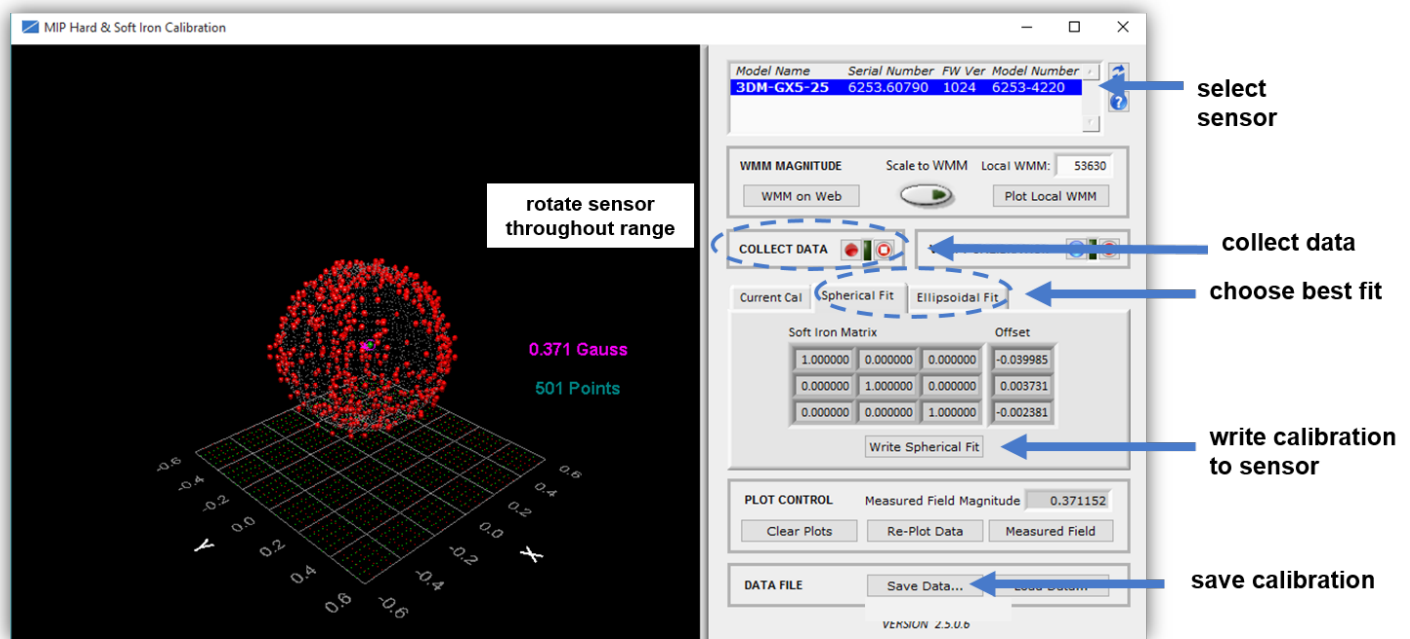 MIP Hard & Soft Iron Calibration
Model Name Serial Number FW Ver Model Number
3DM-GX5-25 6253.60790 1024 6253-4220
select
sensor
WMM MAGNITUDE Scale to WMM Local WMM: 53630
WMM on Web Plot Local WMM
rotate sensor
throughout range
COLLECT DATA
collect data
Current Cal Spherical Fit Ellipsoidal Fit
choose best fit
Soft Iron Matrix Offset
1.000000 0.000000 0.000000 -0.039985
0.000000 1.000000 0.000000 0.003731
0.000000 0.000000 1.000000 -0.002381
0.371 Gauss
501 Points
Write Spherical Fit
write calibration
to sensor
-0.6 -0.4 -0.2 0.0 0.2 0.4 0.6
Y
0.6 0.4 0.2 0.0 -0.2 -0.4 -0.6
X
PLOT CONTROL Measured Field Magnitude 0.371152
Clear Plots Re-Plot Data Measured Field
DATA FILE Save Data...
save calibration
VERSION 2.5.0.6